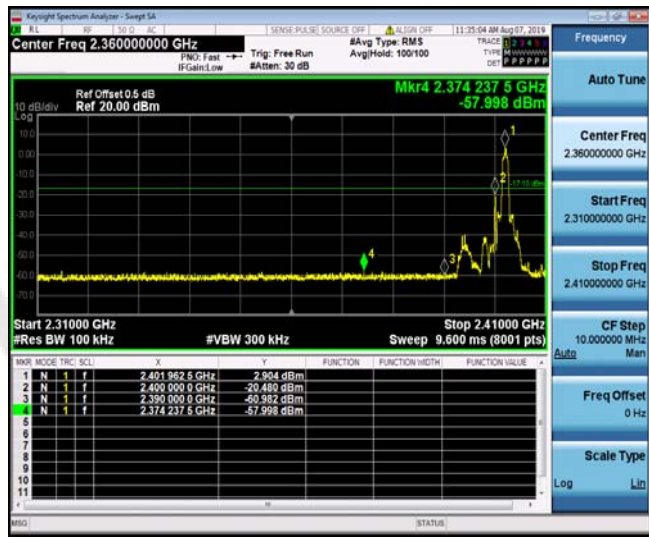 Keysight Spectrum Analyzer - Swept SA
RL RF 50 Ω AC SENSE:PULSE SOURCE OFF ALIGN OFF 11:35:04 AM Aug 07, 2019
Center Freq 2.360000000 GHz
PNO: Fast
IFGain:Low
Trig: Free Run
#Atten: 30 dB
#Avg Type: RMS
Avg|Hold: 100/100
TRACE 1 2 3 4 5
TYPE M
DET P P P P P P
Frequency
Ref Offset 0.5 dB
10 dB/div Ref 20.00 dBm
Log
Mkr4 2.374 237 5 GHz
-57.998 dBm
10.0
0.00
-10.0
-20.0
-30.0
-40.0
-50.0
-60.0
-70.0
1
2
-17.10 dBm
3
4
Start 2.31000 GHz Stop 2.41000 GHz
#Res BW 100 kHz #VBW 300 kHz Sweep 9.600 ms (8001 pts)
MKR MODE TRC SCL X Y FUNCTION FUNCTION WIDTH FUNCTION VALUE
1 N 1 f 2.401 962 5 GHz 2.904 dBm
2 N 1 f 2.400 000 0 GHz -20.480 dBm
3 N 1 f 2.390 000 0 GHz -60.982 dBm
4 N 1 f 2.374 237 5 GHz -57.998 dBm
5
6
7
8
9
10
11
MSG STATUS
Auto Tune
Center Freq
2.360000000 GHz
Start Freq
2.310000000 GHz
Stop Freq
2.410000000 GHz
CF Step
10.000000 MHz
Auto Man
Freq Offset
0 Hz
Scale Type
Log Lin